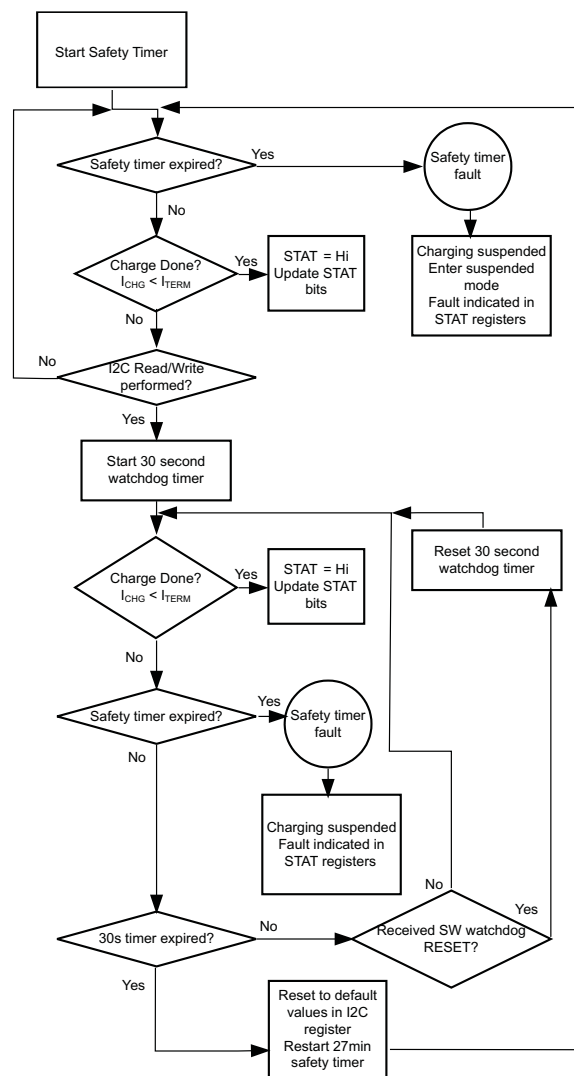 Start Safety Timer
Safety timer expired?
Yes
Safety timer
fault
No
Charge Done?
ICHG < ITERM
Yes
STAT = Hi
Update STAT
bits
Charging suspended
Enter suspended
mode
Fault indicated in
STAT registers
No
No
I2C Read/Write
performed?
Yes
Start 30 second
watchdog timer
Reset 30 second
watchdog timer
Charge Done?
ICHG < ITERM
Yes
STAT = Hi
Update STAT
bits
No
Safety timer expired?
Yes
Safety timer
fault
No
Charging suspended
Fault indicated in
STAT registers
No
Yes
30s timer expired?
No
Received SW watchdog
RESET?
Yes
Reset to default
values in I2C
register
Restart 27min
safety timer